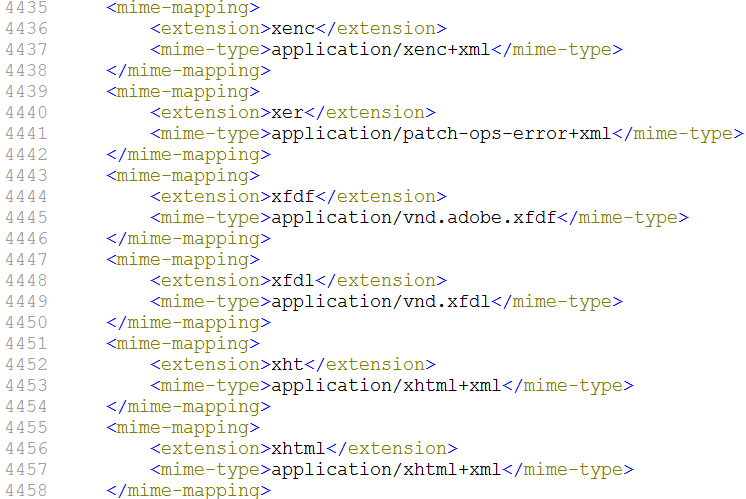 4435 <mime-mapping>
4436 <extension>xenc</extension>
4437 <mime-type>application/xenc+xml</mime-type>
4438 </mime-mapping>
4439 <mime-mapping>
4440 <extension>xer</extension>
4441 <mime-type>application/patch-ops-error+xml</mime-type>
4442 </mime-mapping>
4443 <mime-mapping>
4444 <extension>xfdf</extension>
4445 <mime-type>application/vnd.adobe.xfdf</mime-type>
4446 </mime-mapping>
4447 <mime-mapping>
4448 <extension>xfdl</extension>
4449 <mime-type>application/vnd.xfdl</mime-type>
4450 </mime-mapping>
4451 <mime-mapping>
4452 <extension>xht</extension>
4453 <mime-type>application/xhtml+xml</mime-type>
4454 </mime-mapping>
4455 <mime-mapping>
4456 <extension>xhtml</extension>
4457 <mime-type>application/xhtml+xml</mime-type>
4458 </mime-mapping>